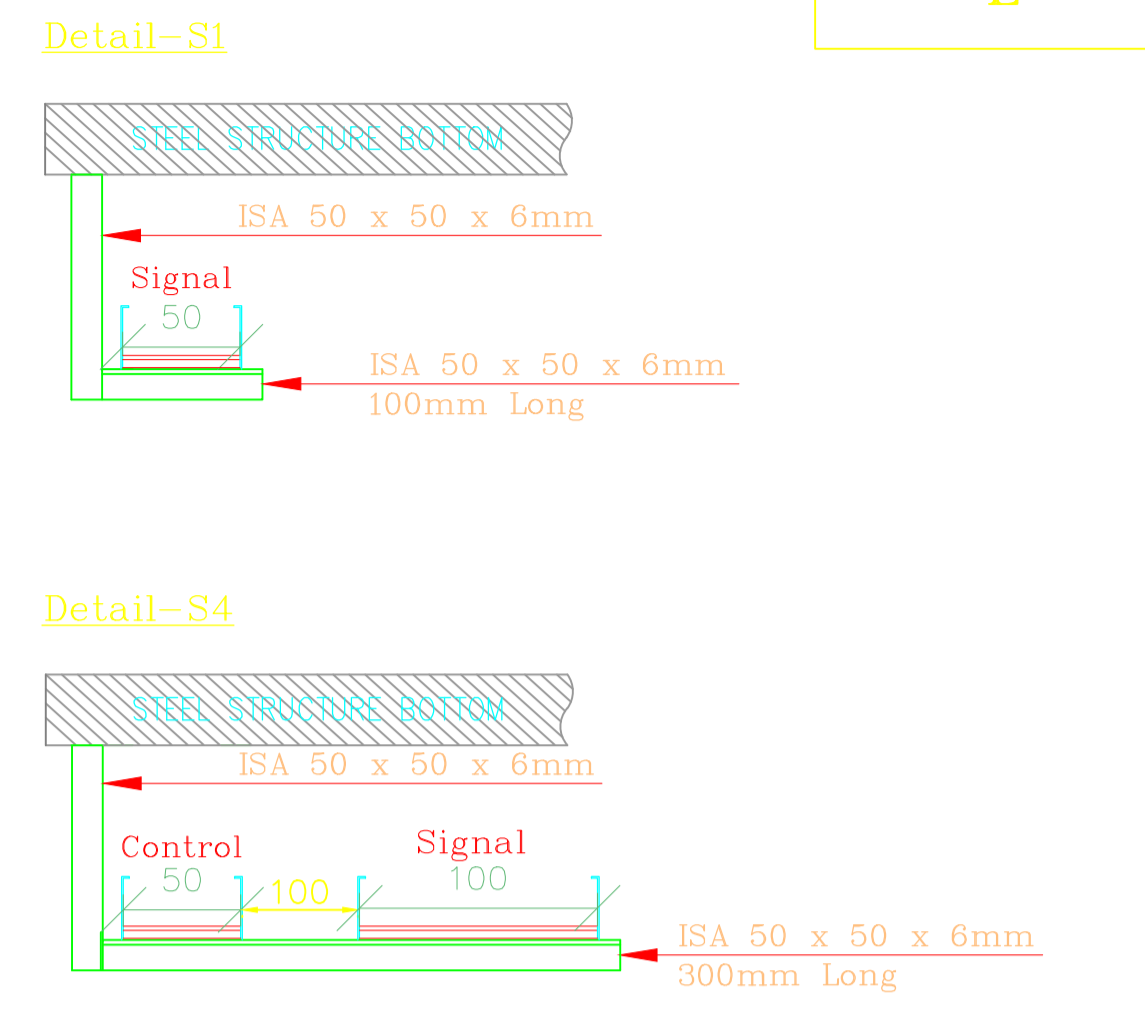 Detail-S1
STEEL STRUCTURE BOTTOM
ISA 50 x 50 x 6mm
Signal
50
ISA 50 x 50 x 6mm
100mm Long
Detail-S4
STEEL STRUCTURE BOTTOM
ISA 50 x 50 x 6mm
Control
Signal
50
100
100
ISA 50 x 50 x 6mm
300mm Long